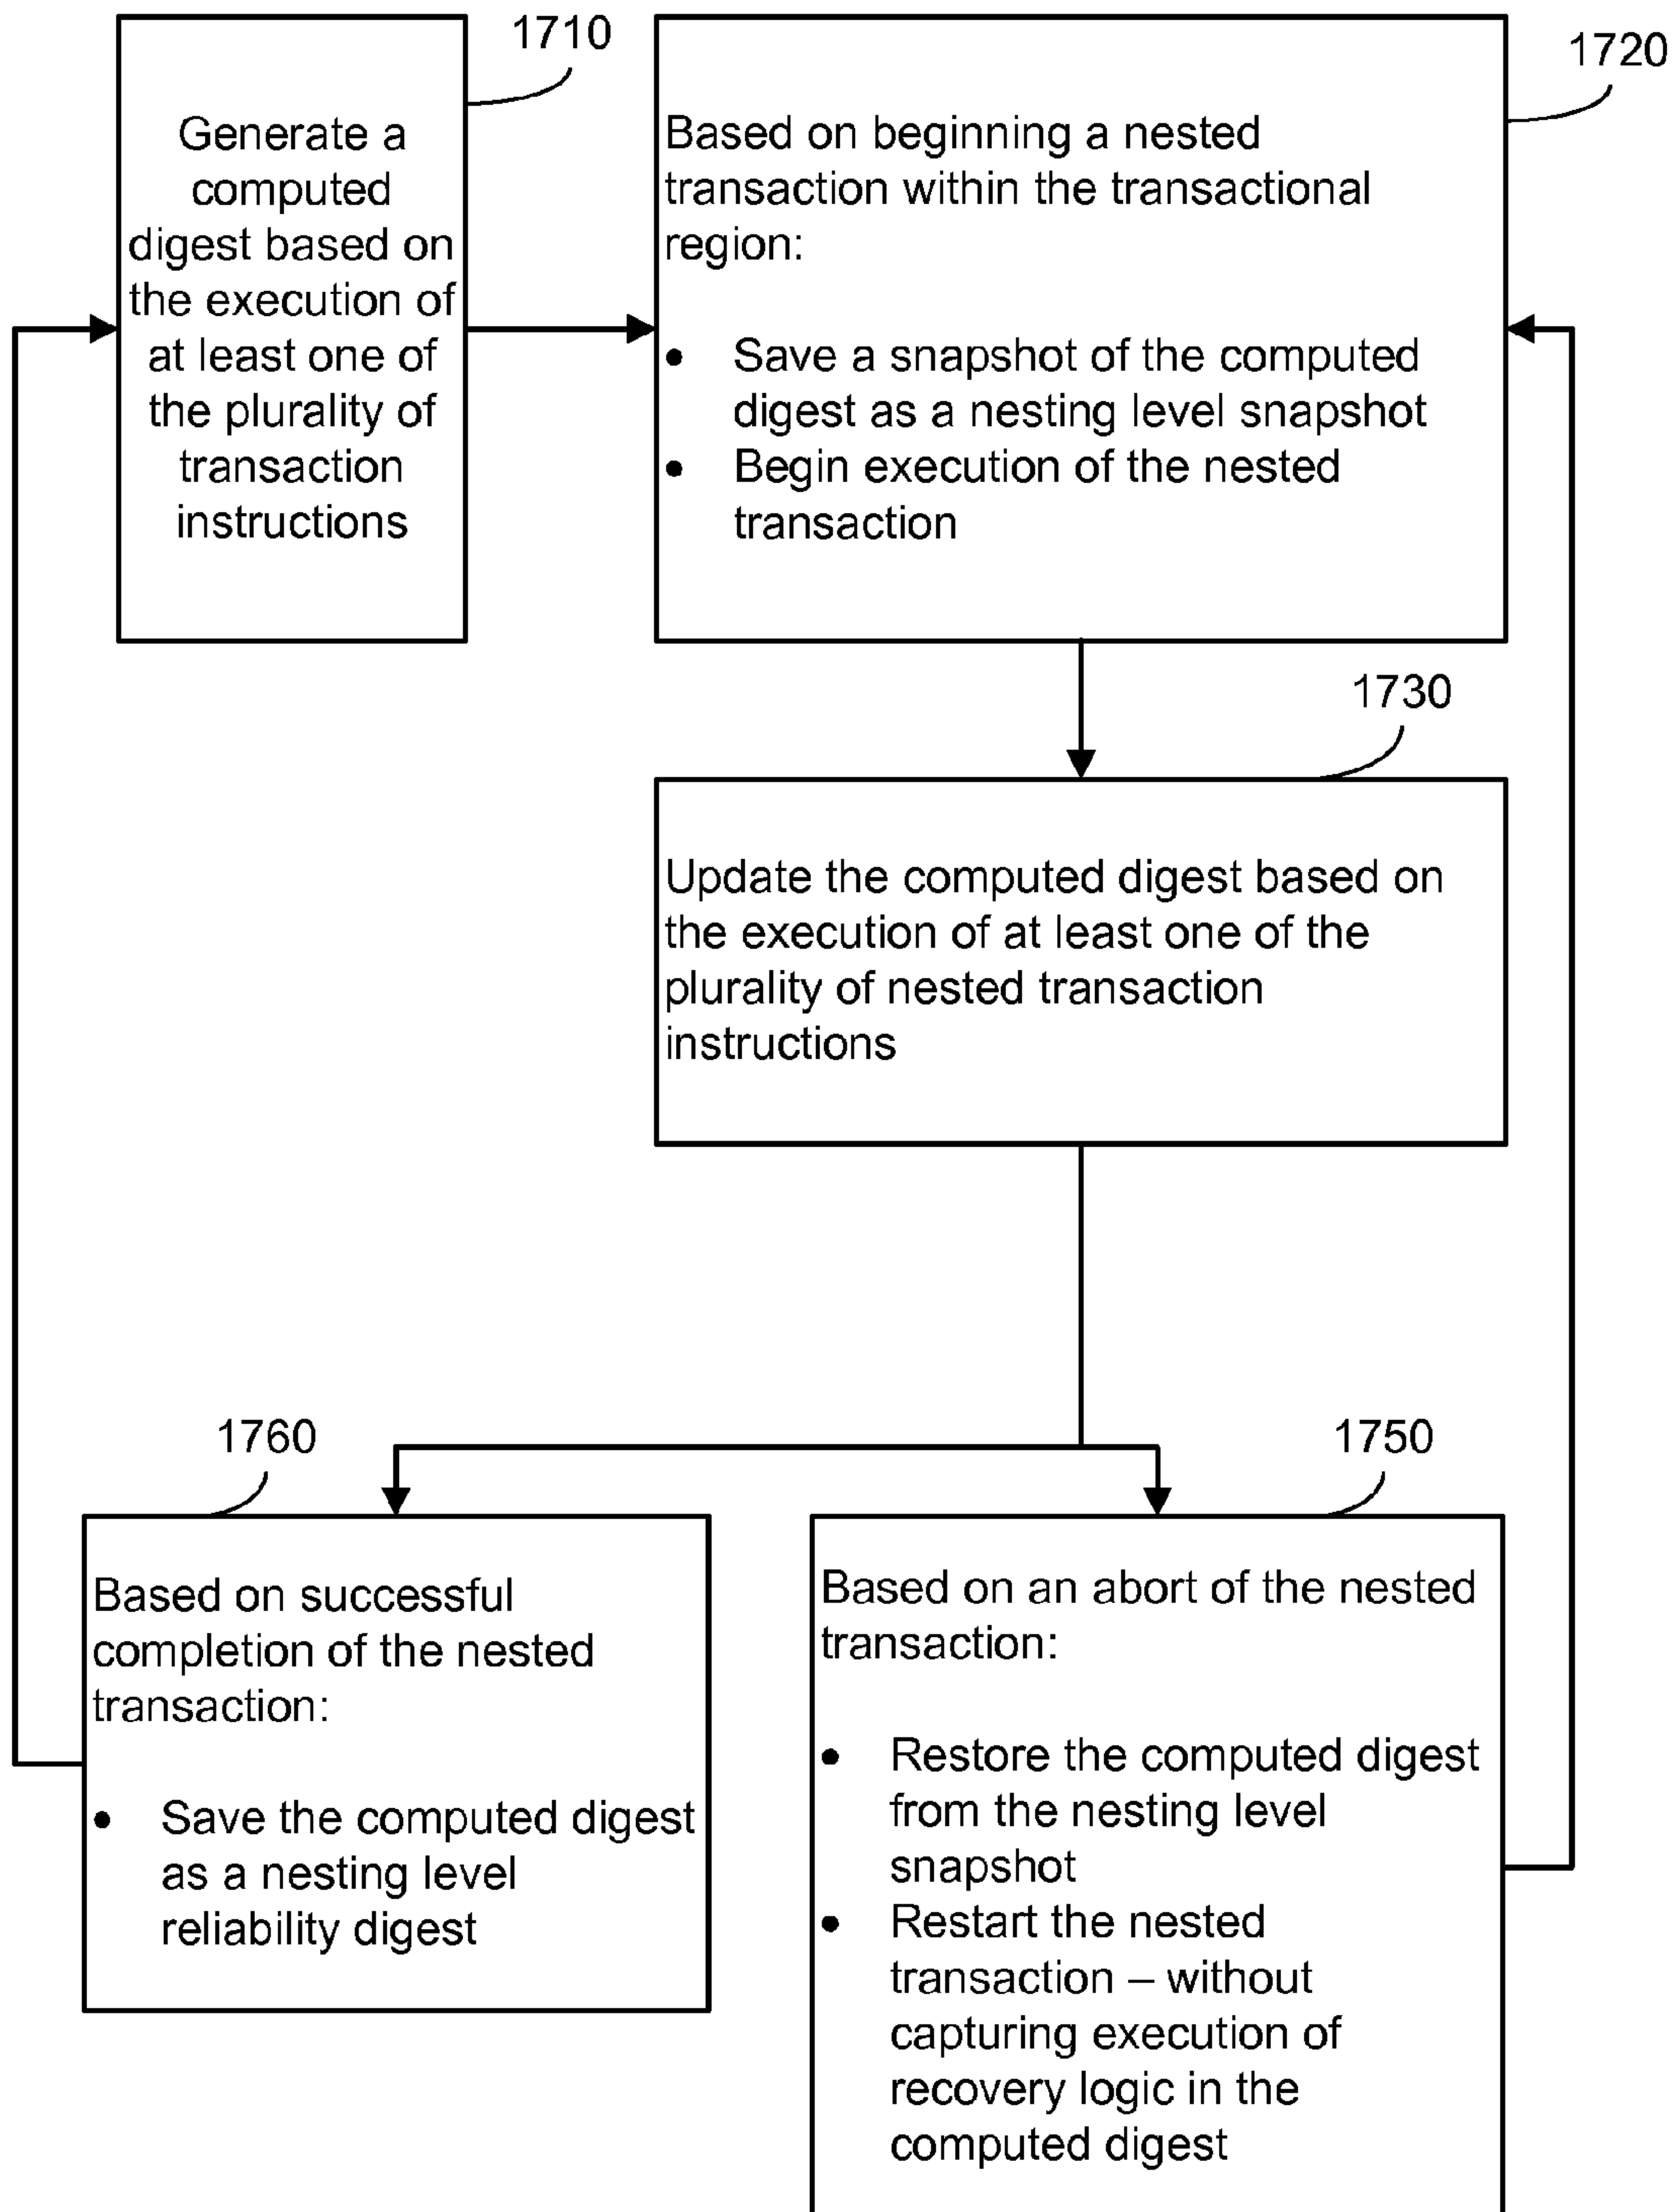 1710
Generate a
computed
digest based on
the execution of
at least one of
the plurality of
transaction
instructions
1720
Based on beginning a nested
transaction within the transactional
region:
• Save a snapshot of the computed
digest as a nesting level snapshot
• Begin execution of the nested
transaction
1730
Update the computed digest based on
the execution of at least one of the
plurality of nested transaction
instructions
1760
Based on successful
completion of the nested
transaction:
• Save the computed digest
as a nesting level
reliability digest
1750
Based on an abort of the nested
transaction:
• Restore the computed digest
from the nesting level
snapshot
• Restart the nested
transaction – without
capturing execution of
recovery logic in the
computed digest